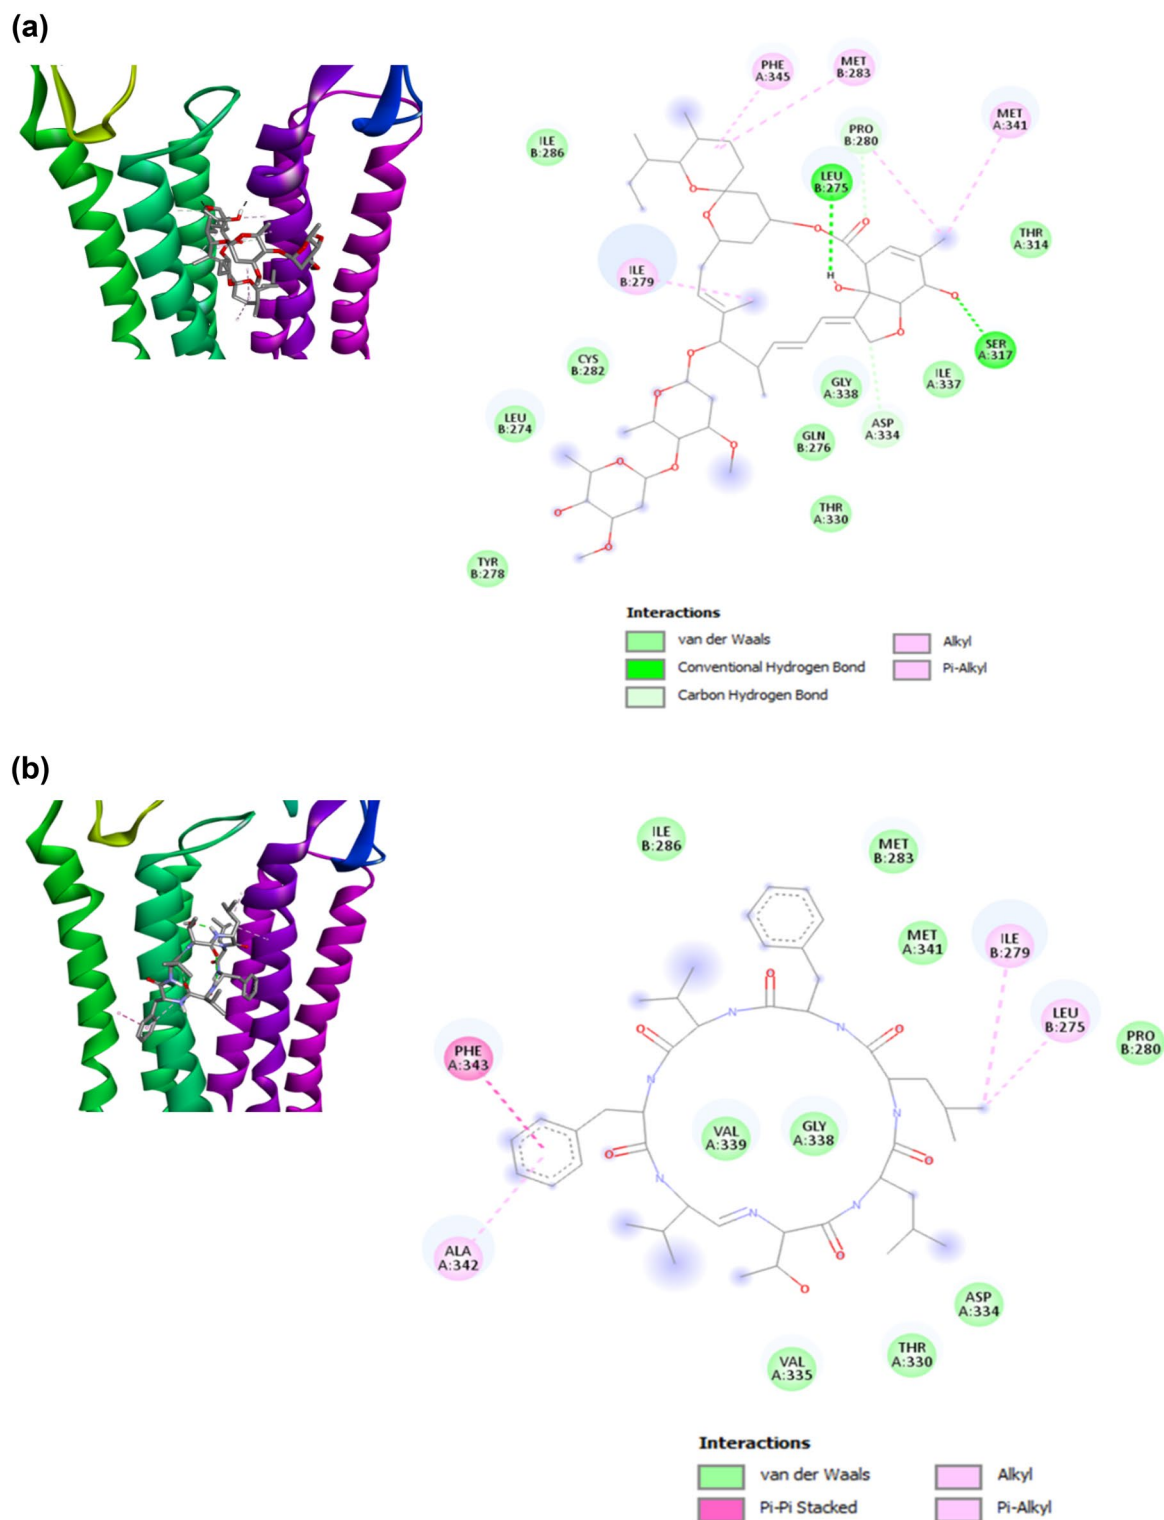 (a)
PHE
A:345
MET
B:283
MET
A:341
PRO
B:280
ILE
B:286
LEU
B:275
THR
A:314
ILE
B:279
H
O
O
O
O
O
O
O
SER
A:317
CYS
B:282
GLY
A:338
ILE
A:337
LEU
B:274
GLN
B:276
ASP
A:334
O
O
O
O
O
O
O
THR
A:330
TYR
B:278
Interactions
van der Waals
Alkyl
Conventional Hydrogen Bond
Pi-Alkyl
Carbon Hydrogen Bond
(b)
ILE
B:286
MET
B:283
MET
A:341
ILE
B:279
LEU
B:275
PRO
B:280
PHE
A:343
VAL
A:339
GLY
A:338
O
N
N
O
O
N
N
O
O
N
N
N
O
O
ALA
A:342
ASP
A:334
THR
A:330
VAL
A:335
Interactions
van der Waals
Alkyl
Pi-Pi Stacked
Pi-Alkyl